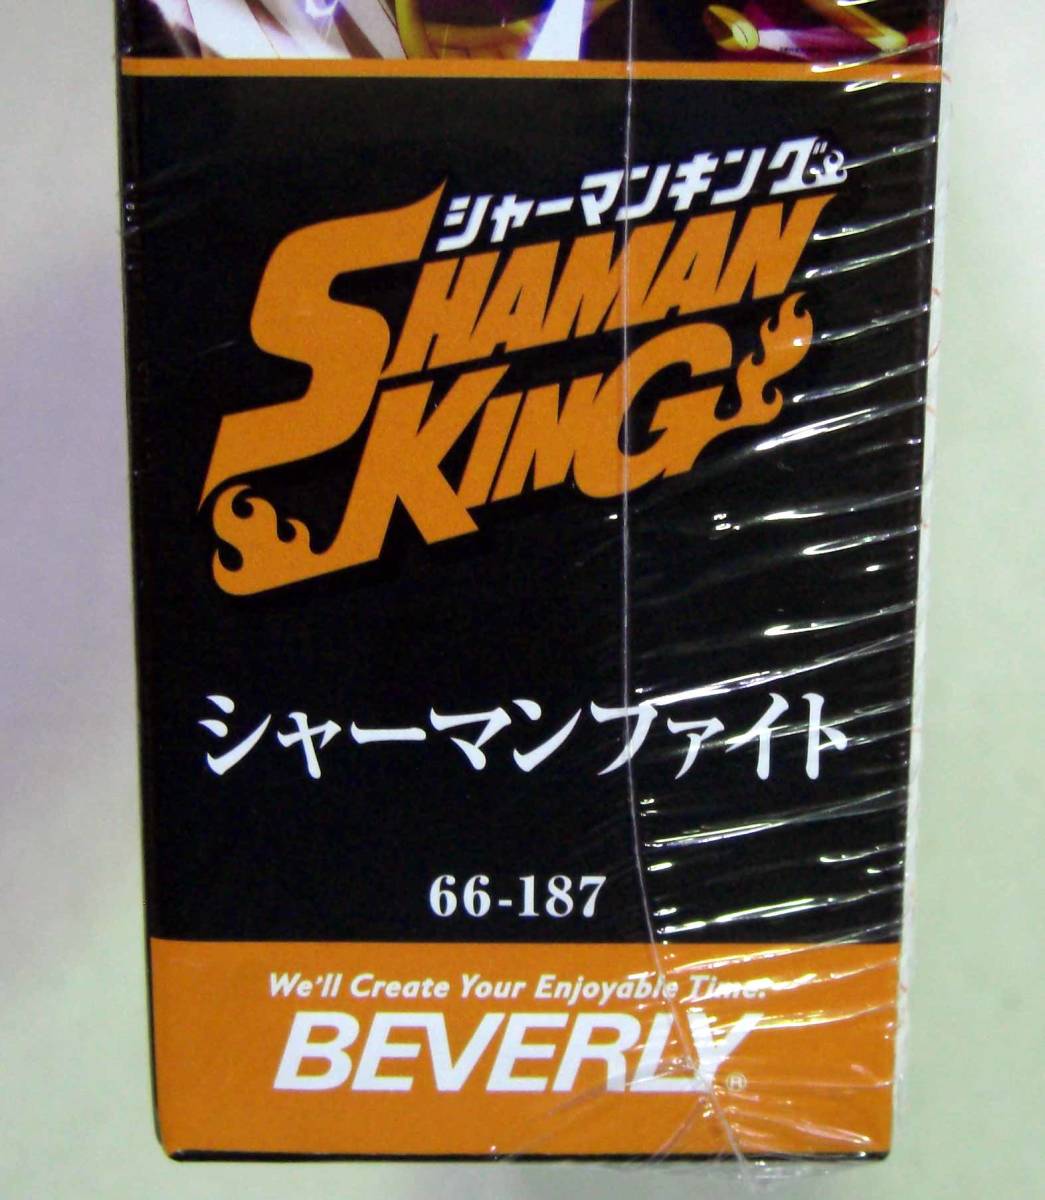 シャーマンキング
SHAMAN
KING
シャーマンファイト
66-187
We'll Create Your Enjoyable Time.
BEVERLY®